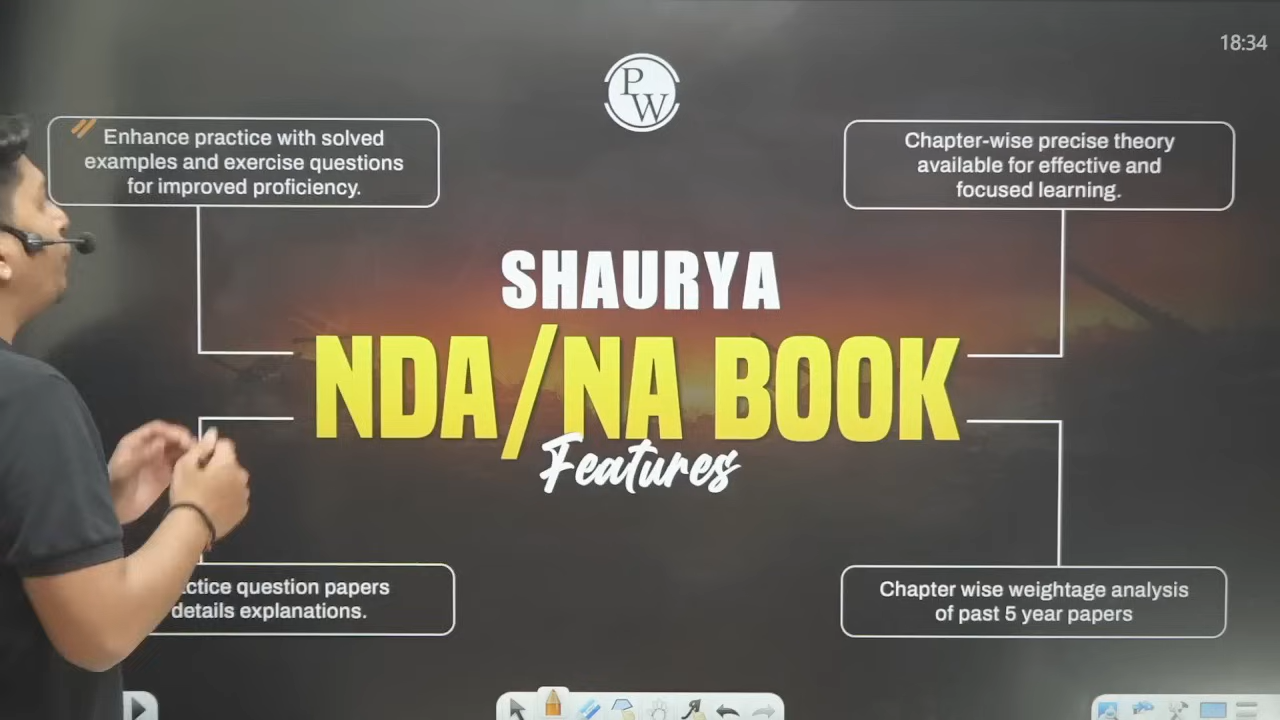 18:34
P
W
Enhance practice with solved
examples and exercise questions
for improved proficiency.
Chapter-wise precise theory
available for effective and
focused learning.
SHAURYA
NDA/NA BOOK
Features
question papers
details explanations.
Chapter wise weightage analysis
of past 5 year papers